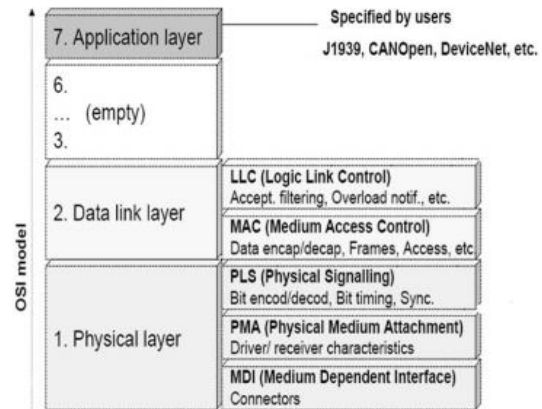 Specified by users
7. Application layer
J1939, CANOpen, DeviceNet, etc.
6.
... (empty)
3.
LLC (Logic Link Control)
Accept. filtering, Overload notif., etc.
2. Data link layer
MAC (Medium Access Control)
Data encap/decap, Frames, Access, etc
PLS (Physical Signalling)
Bit encod/decod, Bit timing, Sync.
1. Physical layer
PMA (Physical Medium Attachment)
Driver/ receiver characteristics
MDI (Medium Dependent Interface)
Connectors
OSI model